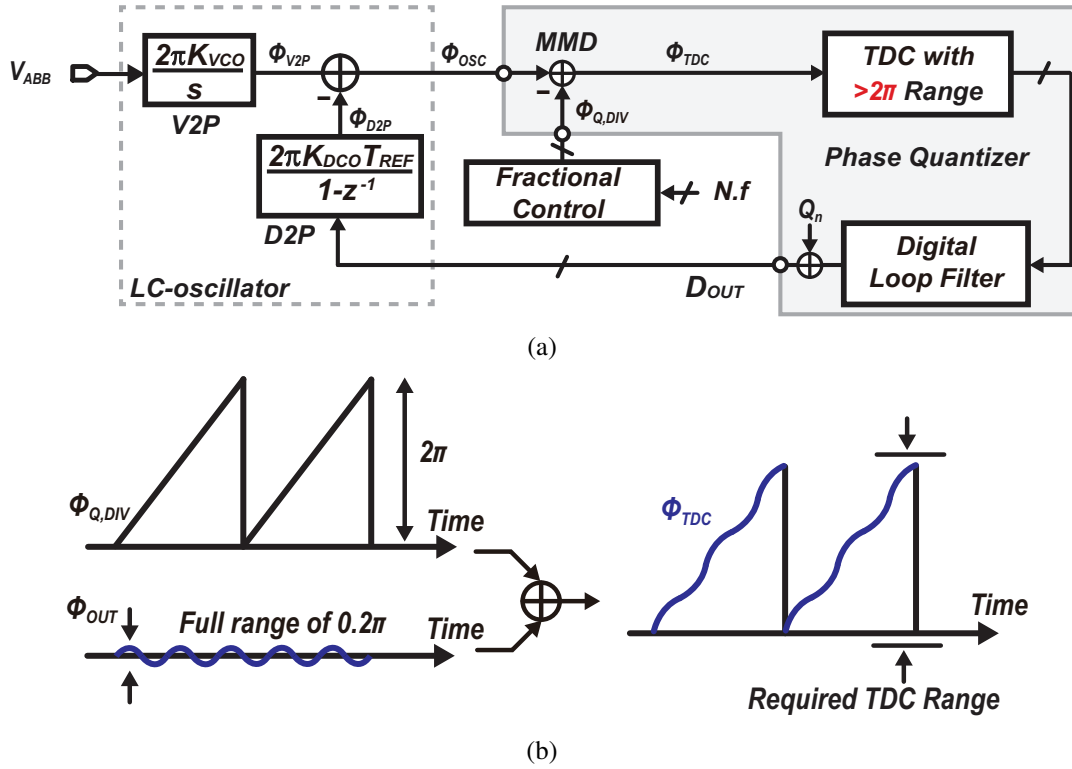 V_ABB
2πK_VCO
s
V2P
Φ_V2P
−
Φ_D2P
2πK_DCO T_REF
1-z⁻¹
D2P
LC-oscillator
Φ_OSC
MMD
−
Φ_Q,DIV
Φ_TDC
Fractional
Control
N.f
TDC with
>2π Range
Phase Quantizer
Q_n
Digital
Loop Filter
D_OUT
(a)
Φ_Q,DIV
2π
Time
Φ_OUT
Full range of 0.2π
Time
Φ_TDC
Time
Required TDC Range
(b)